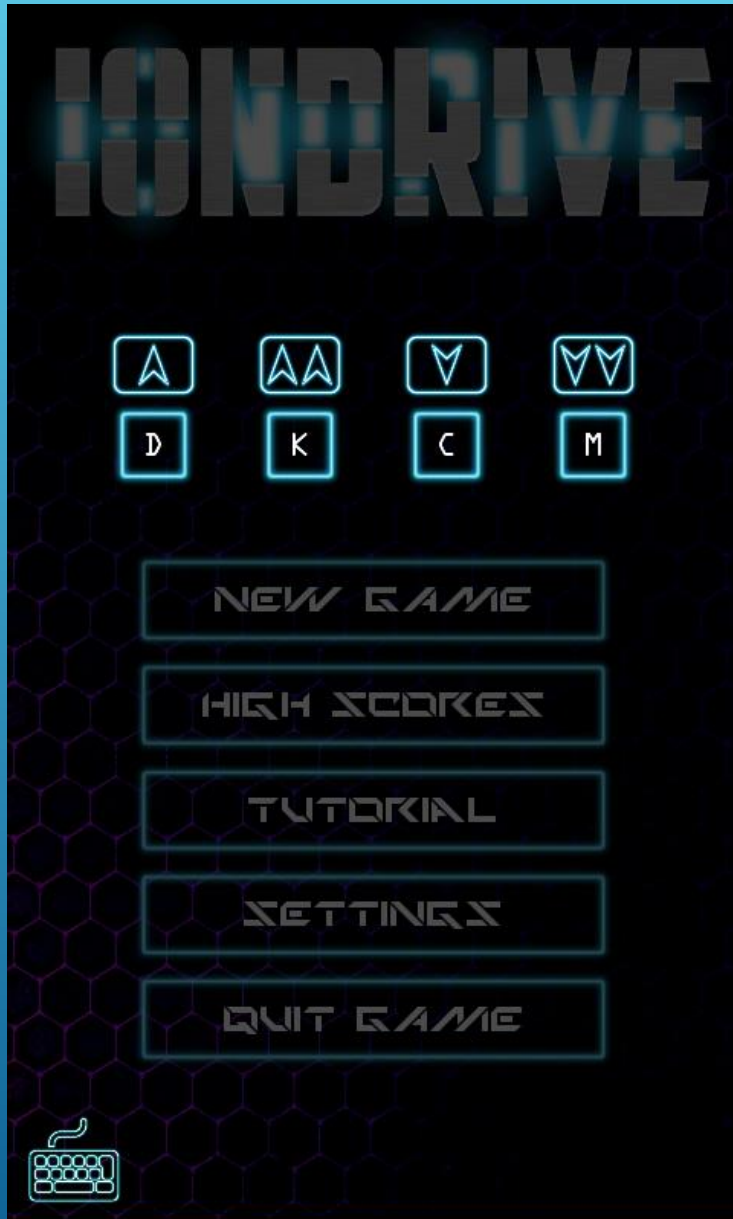 IONDRIVE
D K C M
NEW GAME
HIGH SCORES
TUTORIAL
SETTINGS
QUIT GAME